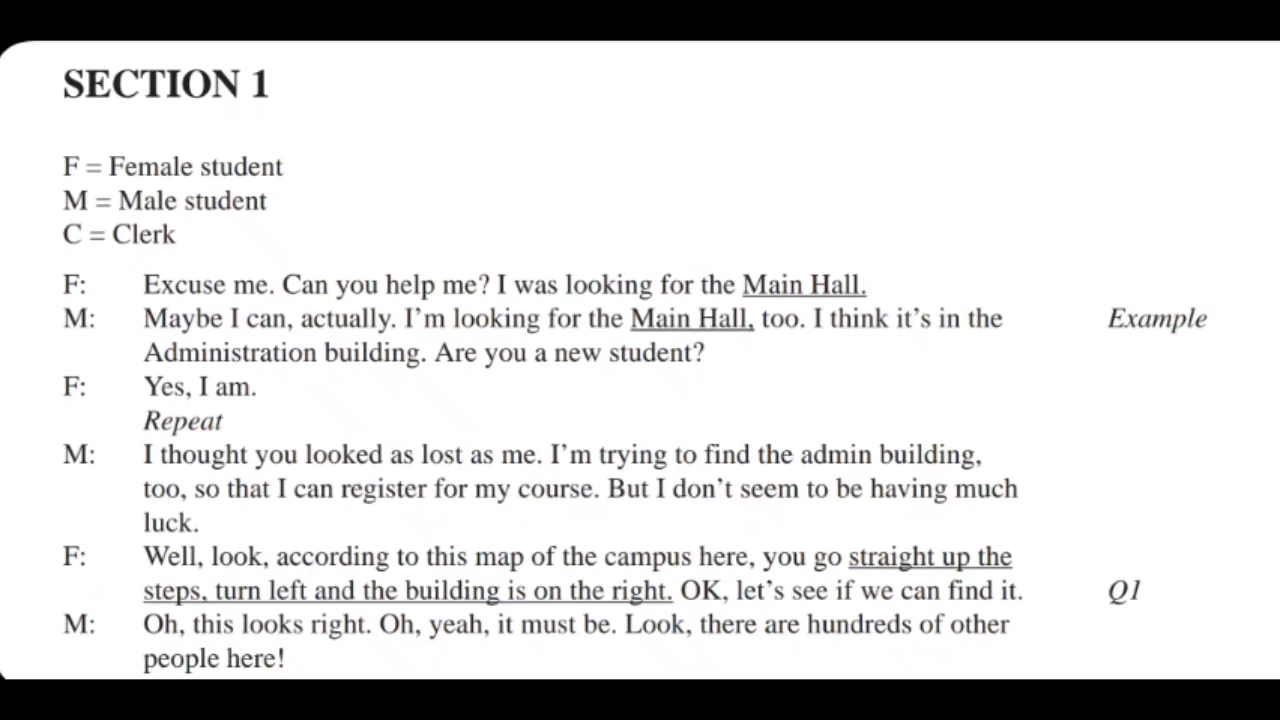 SECTION 1
F = Female student
M = Male student
C = Clerk
F: Excuse me. Can you help me? I was looking for the Main Hall.
M: Maybe I can, actually. I'm looking for the Main Hall, too. I think it's in the Example
Administration building. Are you a new student?
F: Yes, I am.
Repeat
M: I thought you looked as lost as me. I'm trying to find the admin building,
too, so that I can register for my course. But I don't seem to be having much
luck.
F: Well, look, according to this map of the campus here, you go straight up the
steps, turn left and the building is on the right. OK, let's see if we can find it. Q1
M: Oh, this looks right. Oh, yeah, it must be. Look, there are hundreds of other
people here!